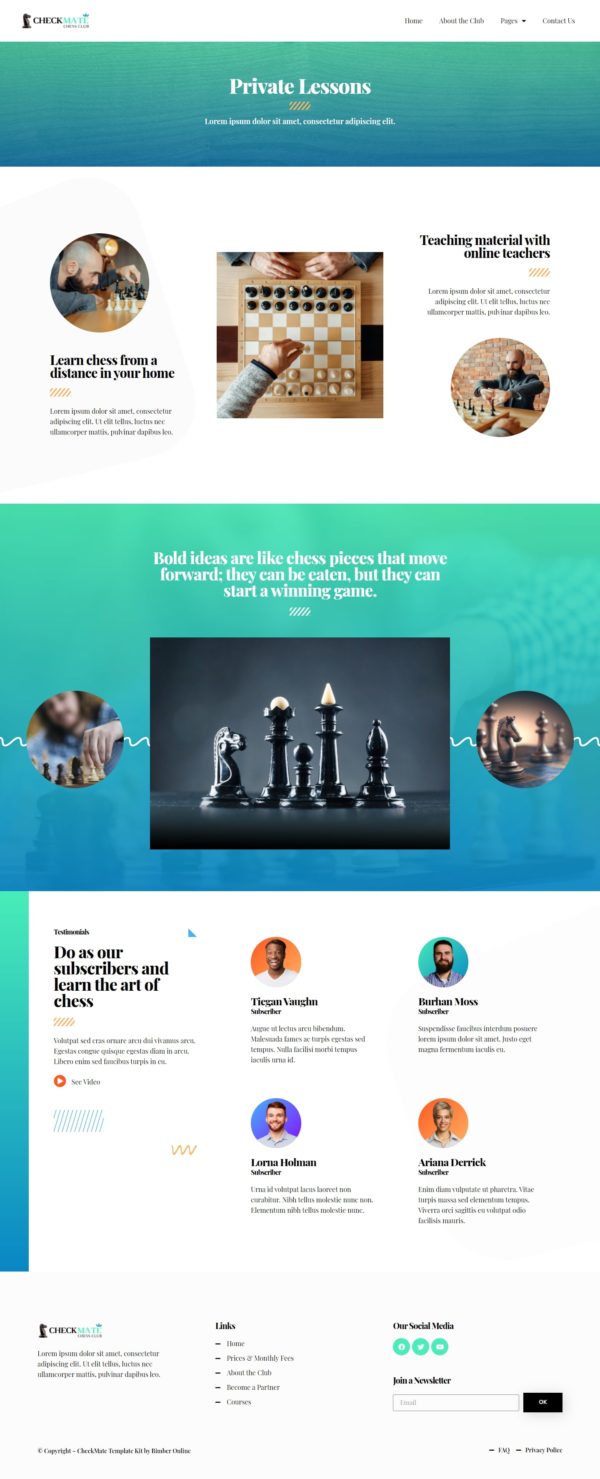 CHECKMATE
CHESS CLUB
Home
About the Club
Pages
Contact Us
Private Lessons
Lorem ipsum dolor sit amet, consectetur adipiscing elit.
Learn chess from a
distance in your home
Lorem ipsum dolor sit amet, consectetur
adipiscing elit. Ut elit tellus, luctus nec
ullamcorper mattis, pulvinar dapibus leo.
Teaching material with
online teachers
Lorem ipsum dolor sit amet, consectetur
adipiscing elit. Ut elit tellus, luctus nec
ullamcorper mattis, pulvinar dapibus leo.
Bold ideas are like chess pieces that move
forward; they can be eaten, but they can
start a winning game.
Testimonials
Do as our
subscribers and
learn the art of
chess
Volutpat sed cras ornare arcu dui vivamus arcu.
Egestas congue quisque egestas diam in arcu.
Libero enim sed faucibus turpis in eu.
See Video
Tiegan Vaughn
Subscriber
Augue ut lectus arcu bibendum.
Malesuada fames ac turpis egestas sed
tempus. Nulla facilisi morbi tempus
iaculis urna id.
Burhan Moss
Subscriber
Suspendisse faucibus interdum posuere
lorem ipsum dolor sit amet. Justo eget
magna fermentum iaculis eu.
Lorna Holman
Subscriber
Urna id volutpat lacus laoreet non
curabitur. Nibh tellus molestie nunc non.
Elementum nibh tellus molestie nunc.
Ariana Derrick
Subscriber
Enim diam vulputate ut pharetra. Vitae
turpis massa sed elementum tempus.
Viverra orci sagittis eu volutpat odio
facilisis mauris.
CHECKMATE
CHESS CLUB
Lorem ipsum dolor sit amet, consectetur
adipiscing elit. Ut elit tellus, luctus nec
ullamcorper mattis, pulvinar dapibus leo.
Links
Home
Prices & Monthly Fees
About the Club
Become a Partner
Courses
Our Social Media
Join a Newsletter
Email
OK
© Copyright – CheckMate Template Kit by Bimber Online
FAQ
Privacy Police